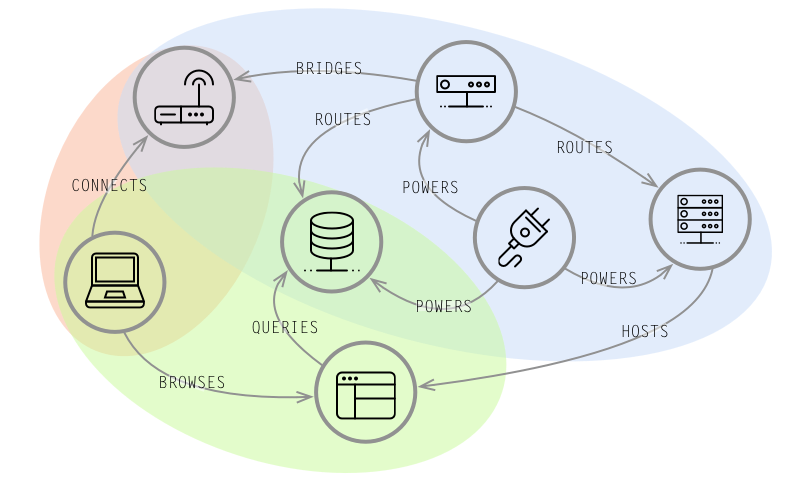 BRIDGES
ROUTES
ROUTES
CONNECTS
POWERS
POWERS
POWERS
QUERIES
HOSTS
BROWSES